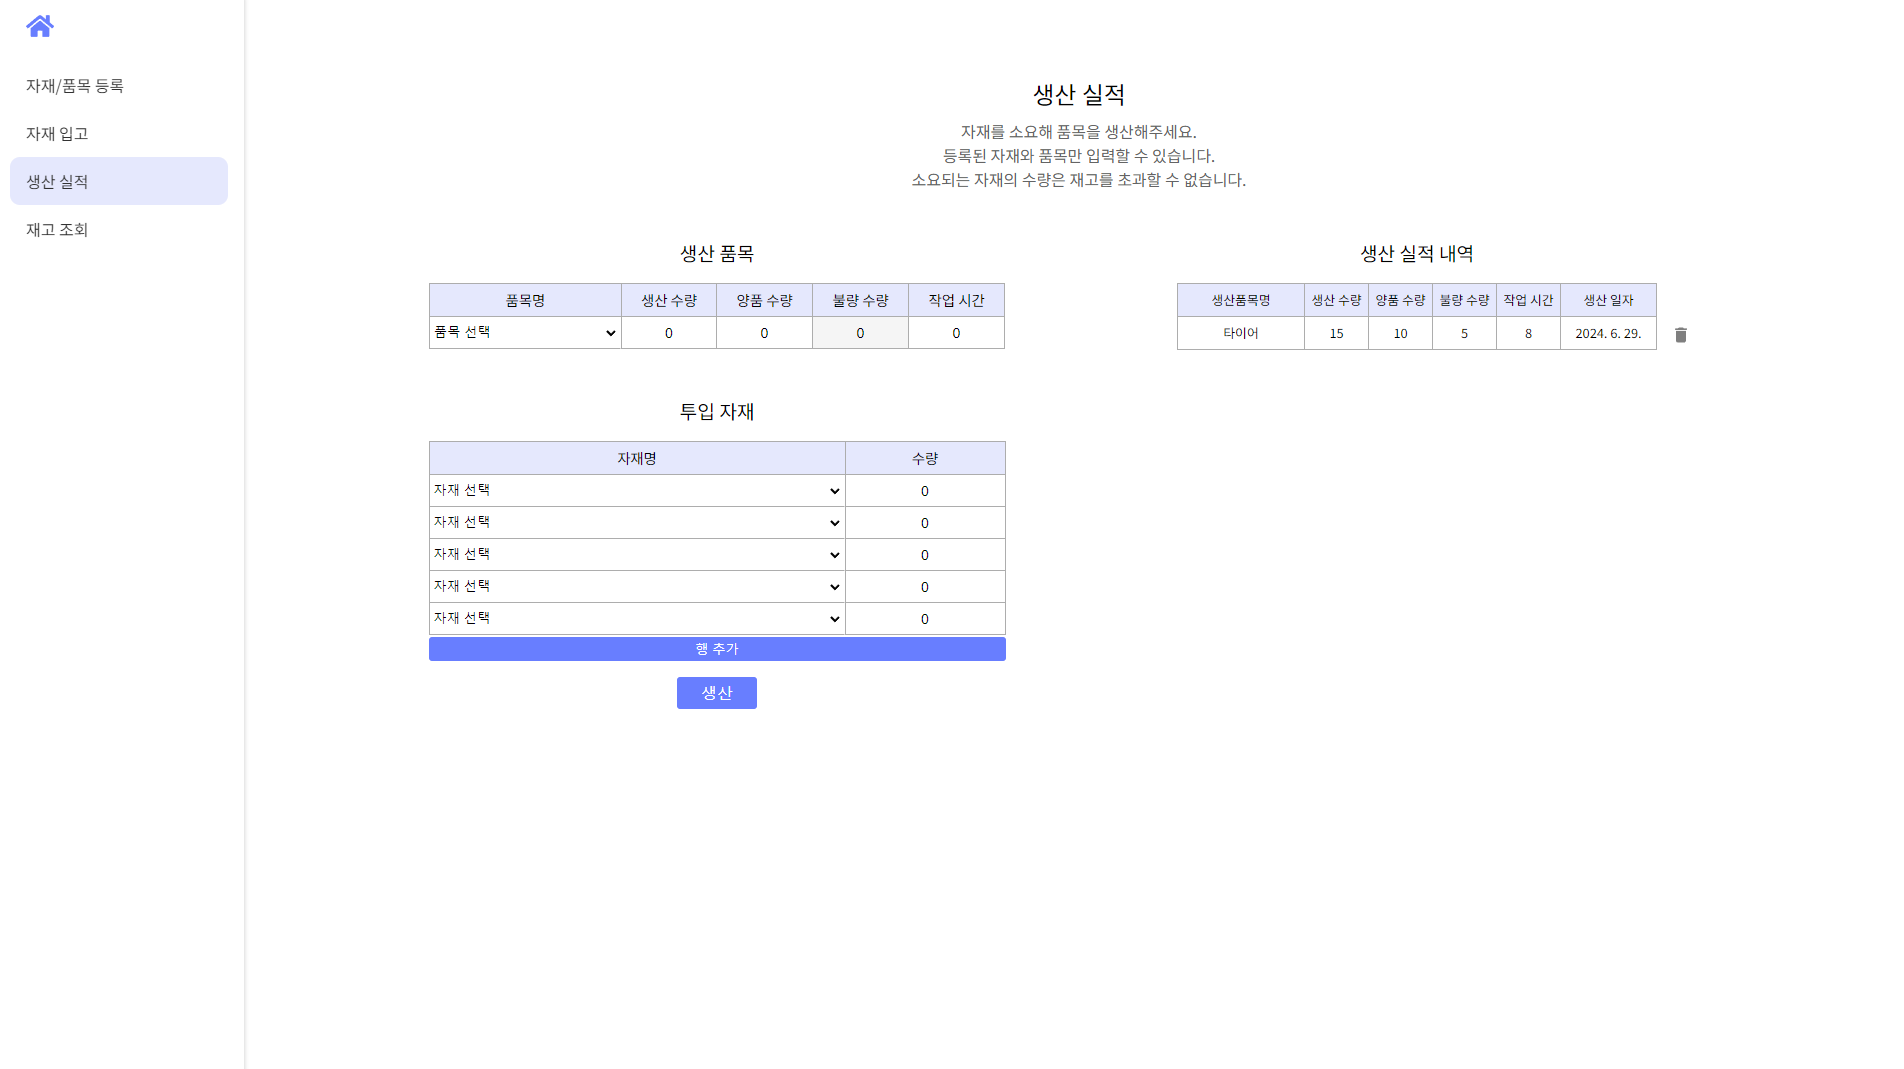 자재/품목 등록
자재 입고
생산 실적
재고 조회
생산 실적
자재를 소요해 품목을 생산해주세요.
등록된 자재와 품목만 입력할 수 있습니다.
소요되는 자재의 수량은 재고를 초과할 수 없습니다.
생산 품목
품목명 생산 수량 양품 수량 불량 수량 작업 시간
품목 선택 0 0 0 0
투입 자재
자재명 수량
자재 선택 0
자재 선택 0
자재 선택 0
자재 선택 0
자재 선택 0
행 추가
생산
생산 실적 내역
생산품목명 생산 수량 양품 수량 불량 수량 작업 시간 생산 일자
타이어 15 10 5 8 2024. 6. 29.